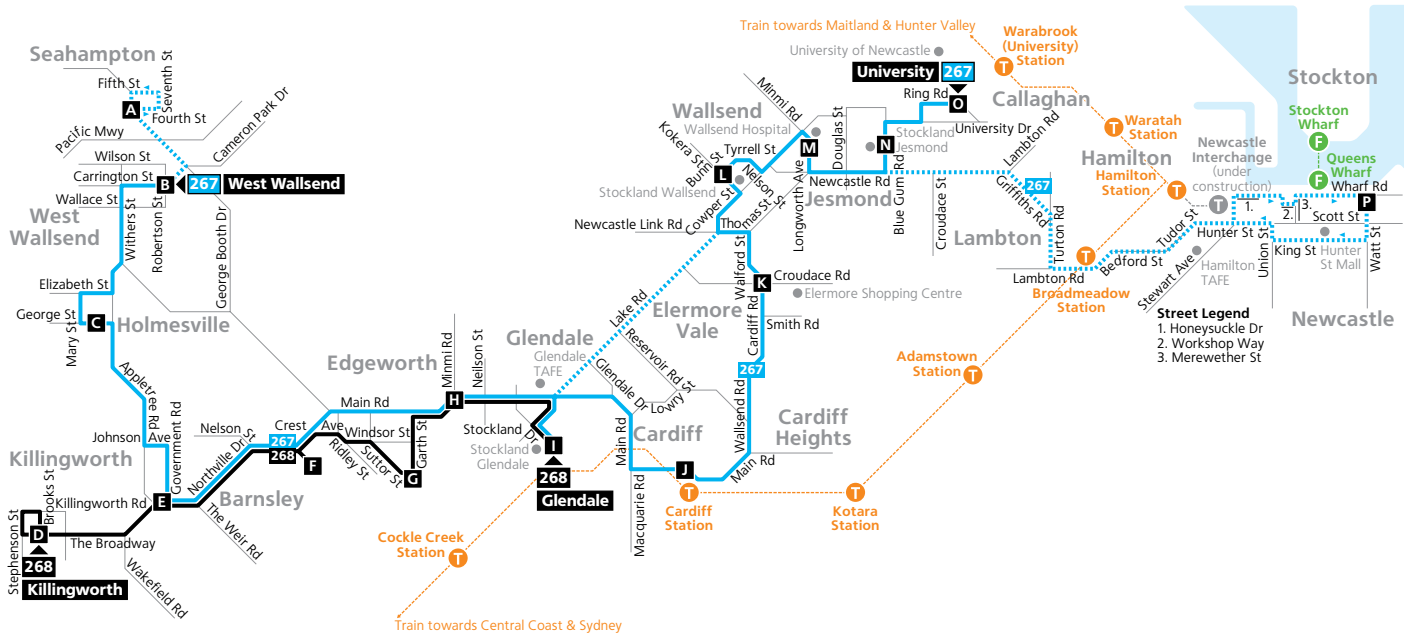 Train towards Maitland & Hunter Valley
Seahampton
Fifth St
Seventh St
A
Fourth St
Pacific Mwy
Cameron Park Dr
Wilson St
Carrington St
B
267
West Wallsend
Wallace St
West
Wallsend
Withers St
Robertson St
George Booth Dr
Elizabeth St
George St
C
Holmesville
Mary St
Appletree Rd
Johnson Ave
Government Rd
Killingworth
Killingworth Rd
E
Brooks St
Stephenson St
D
The Broadway
268
Killingworth
Wakefield Rd
The Weir Rd
Barnsley
Northville Dr
Nelson St
Crest Ave
267
268
F
Main Rd
Windsor St
Ridley St
Suttor St
G
Garth St
Edgeworth
Minmi Rd
H
Neilson St
Glendale
Glendale
TAFE
Stockland Dr
Stockland
Glendale
I
268
Glendale
Cockle Creek
Station
T
Train towards Central Coast & Sydney
Lake Rd
Reservoir Rd
Glendale Dr
Lowry St
Main Rd
Cardiff
Macquarie Rd
J
Main Rd
T
Cardiff
Station
Wallsend Rd
267
Cardiff Rd
Cardiff
Heights
Smith Rd
Elermore
Vale
K
Croudace Rd
Elermore Shopping Centre
Walford St
Newcastle Link Rd
Thomas St
Cowper St
Nelson St
Stockland Wallsend
L
Bunn St
Kokera St
Tyrrell St
Wallsend
Wallsend Hospital
Minmi Rd
M
Longworth Ave
Newcastle Rd
Douglas St
Jesmond
Stockland
Jesmond
N
Blue Gum Rd
University of Newcastle
University
267
Ring Rd
O
University Dr
Croudace St
Lambton Rd
Griffiths Rd
267
Lambton
Turton Rd
Lambton Rd
T
Broadmeadow
Station
T
Adamstown
Station
T
Kotara
Station
T
Warabrook
(University)
Station
Callaghan
T
Waratah
Station
Hamilton
Hamilton
Station
T
Newcastle
Interchange
(under
construction)
T
Bedford St
Tudor St
Stewart Ave
Hunter St
Hamilton
TAFE
Union St
King St
1.
2.
3.
Scott St
Hunter
St Mall
Wharf Rd
P
Watt St
Stockton
Stockton
Wharf
F
Queens
Wharf
F
Newcastle
Street Legend
1. Honeysuckle Dr
2. Workshop Way
3. Merewether St